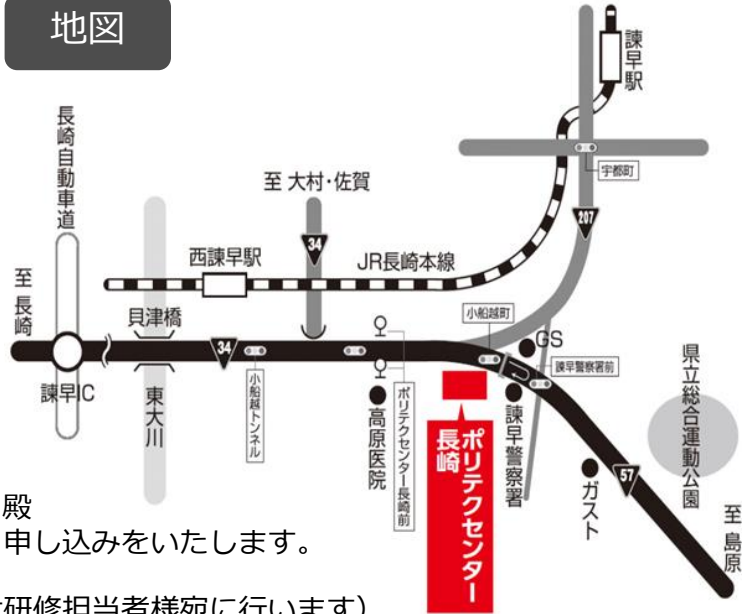 地図
諫早駅
長崎自動車道
宇都町
至 大村・佐賀
207
34
西諫早駅
JR長崎本線
至 長崎
貝津橋
小船越町
GS
34
諫早警察署前
諫早IC
東大川
小船越トンネル
高原医院
ポリテクセンター長崎前
ポリテクセンター
長崎
諫早警察署
ガスト
57
県立総合運動公園
至 島原
殿
申し込みをいたします。
研修担当者様宛に行います）